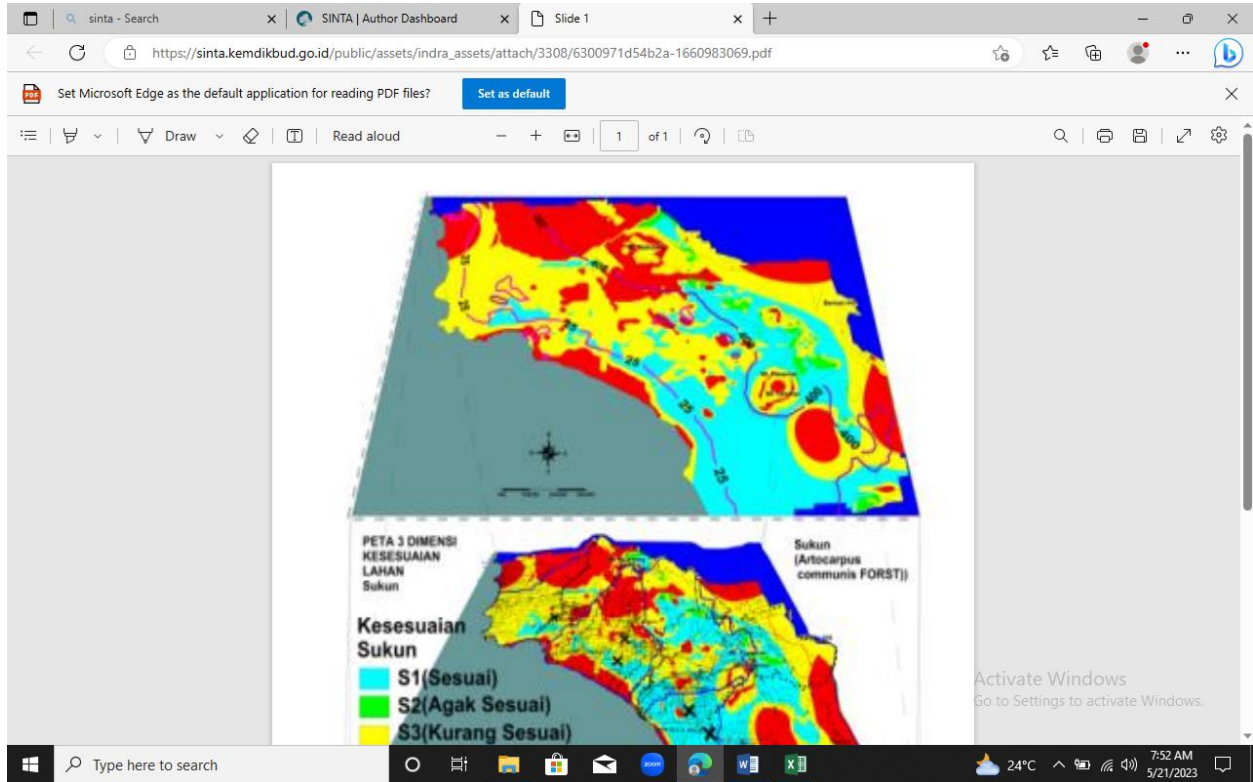 sinta - Search
SINTA | Author Dashboard
Slide 1
https://sinta.kemdikbud.go.id/public/assets/indra_assets/attach/3308/6300971d54b2a-1660983069.pdf
Set Microsoft Edge as the default application for reading PDF files?
Set as default
Draw
Read aloud
1 of 1
25
25
25
25
25
25
400
400
400
PETA 3 DIMENSI
KESESUAIAN
LAHAN
Sukun
Sukun
(Artocarpus
communis FORST))
Kesesuaian
Sukun
S1(Sesuai)
S2(Agak Sesuai)
S3(Kurang Sesuai)
Activate Windows
Go to Settings to activate Windows.
Type here to search
zoom
24°C
7:52 AM
5/21/2023